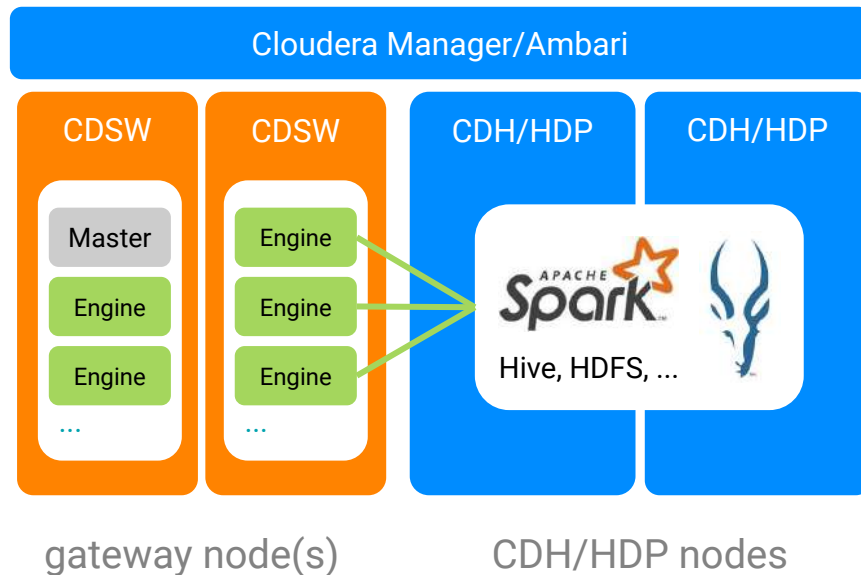 Cloudera Manager/Ambari
CDSW
CDSW
CDH/HDP
CDH/HDP
Master
Engine
Engine
...
Engine
Engine
Engine
...
APACHE
Spark
Hive, HDFS, ...
gateway node(s)
CDH/HDP nodes